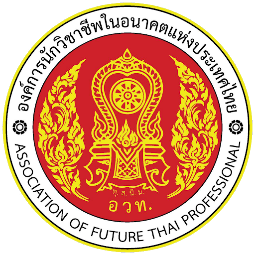 องค์การนักวิชาชีพในอนาคตแห่งประเทศไทย
อวท.
ASSOCIATION OF FUTURE THAI PROFESSIONAL